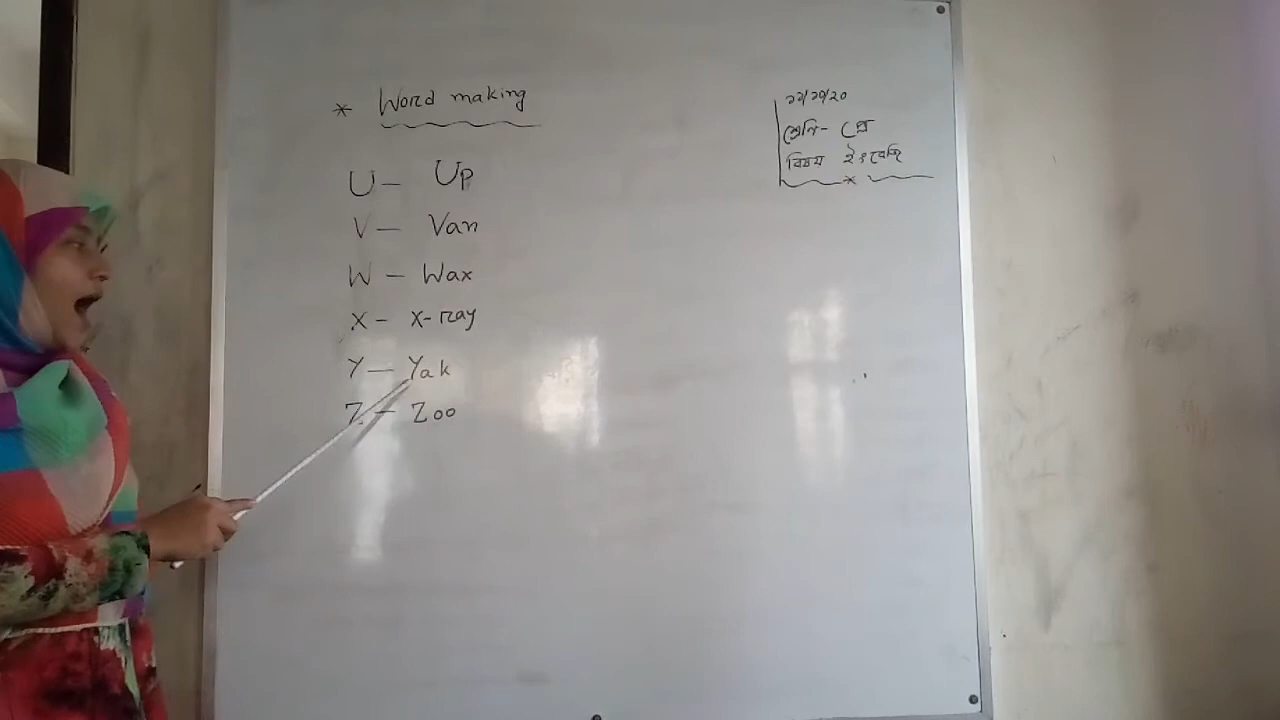 * Word making
U – Up
V – Van
W – Wax
X – X-ray
Y – Yak
Z – Zoo
শ্রেনি- প্লে
বিষয় ইংরেজি
*